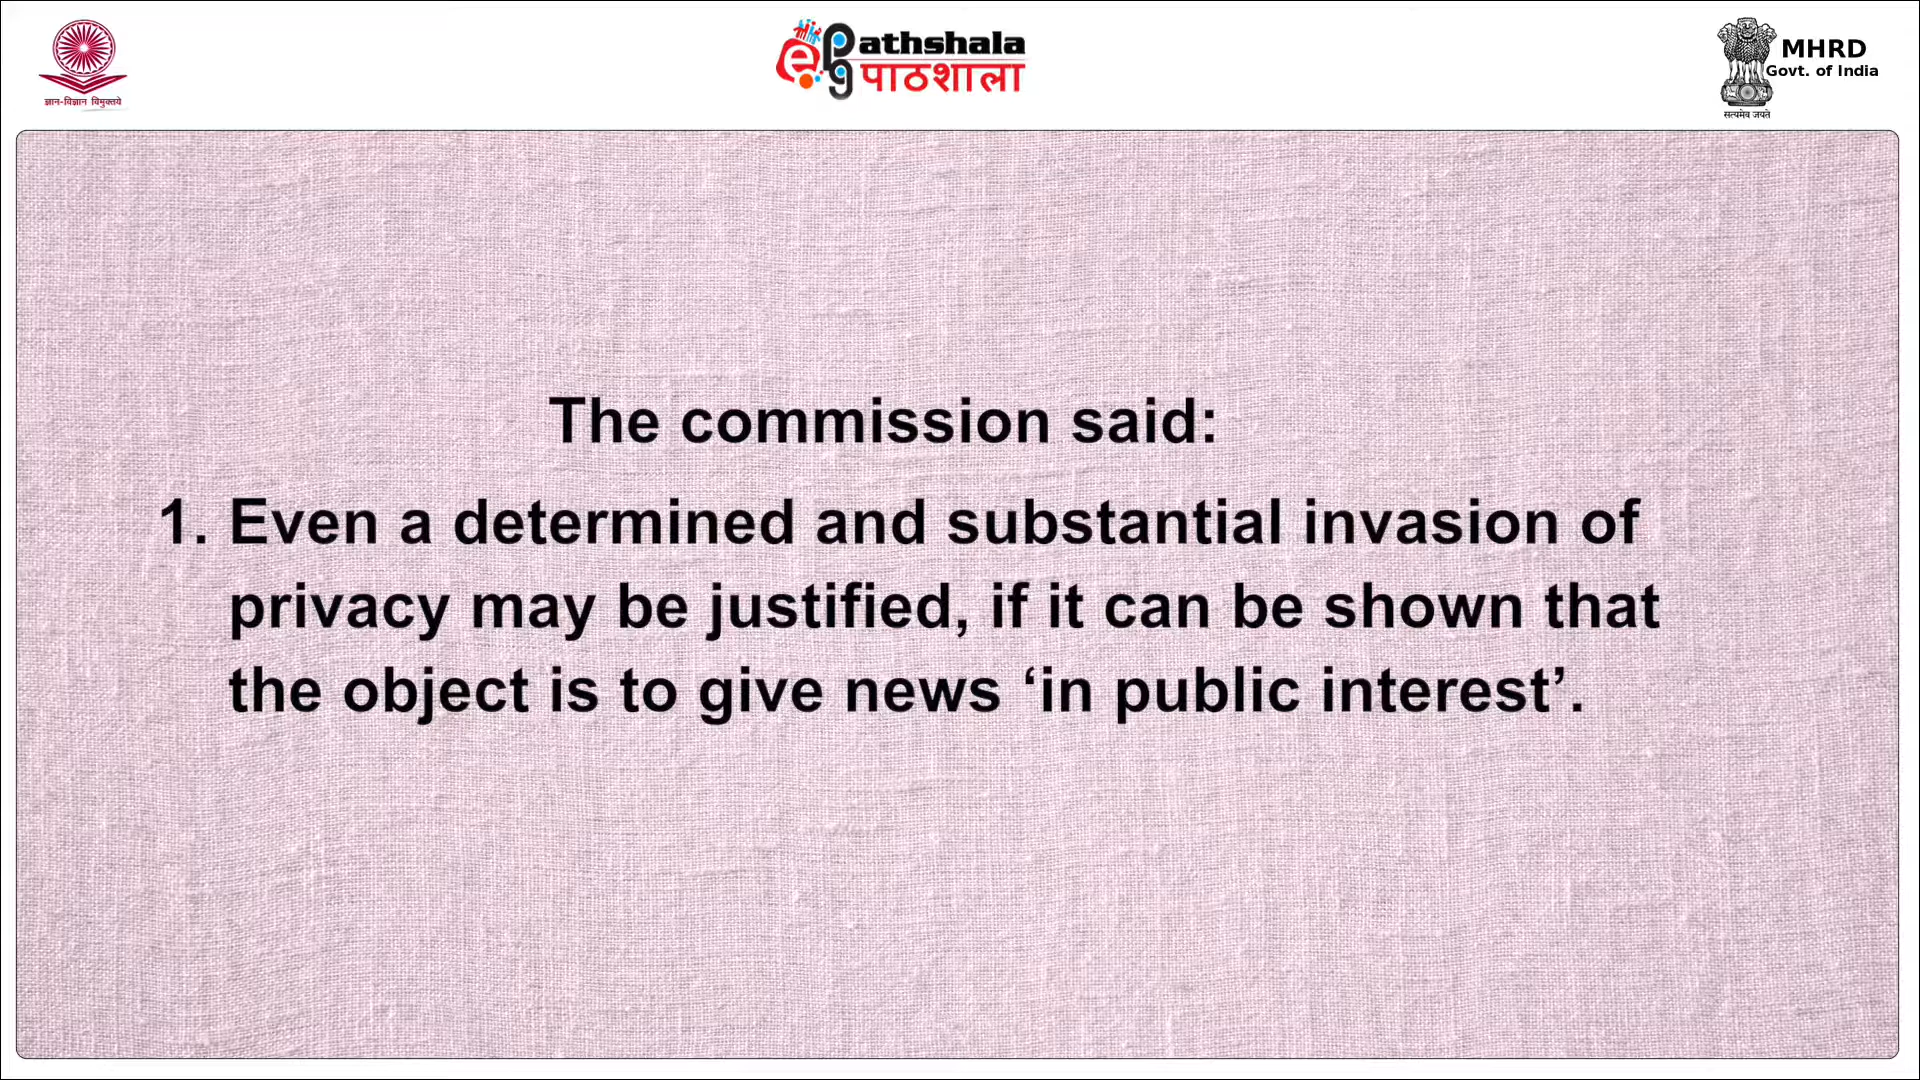 ज्ञान-विज्ञान विमुक्तये
e
pg
athshala
पाठशाला
MHRD
Govt. of India
सत्यमेव जयते
The commission said:
1. Even a determined and substantial invasion of
privacy may be justified, if it can be shown that
the object is to give news ‘in public interest’.